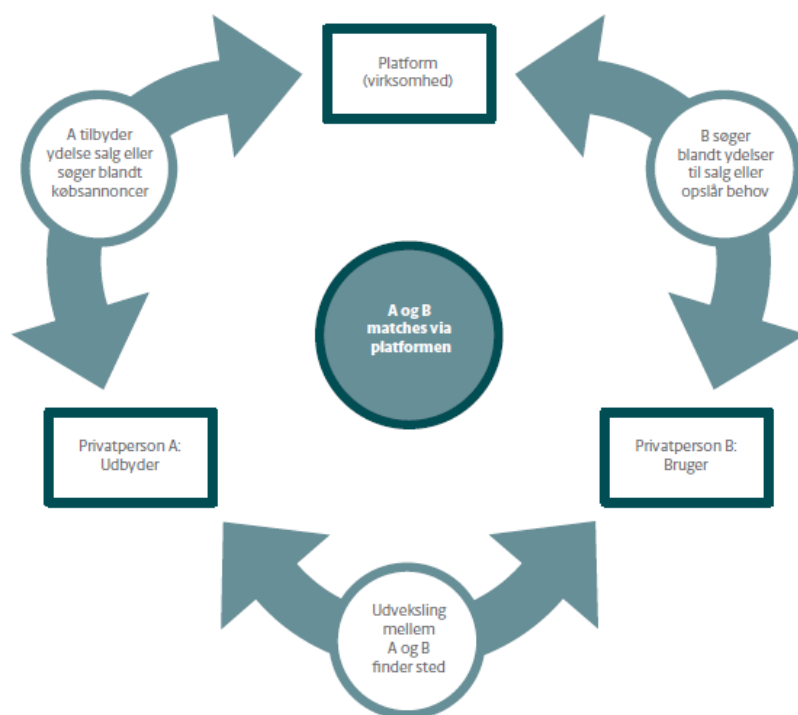 Platform
(virksomhed)
A tilbyder
ydelse salg eller
søger blandt
købsannoncer
B søger
blandt ydelser
til salg eller
opslår behov
A og B
matches via
platformen
Privatperson A:
Udbyder
Privatperson B:
Bruger
Udveksling
mellem
A og B
finder sted